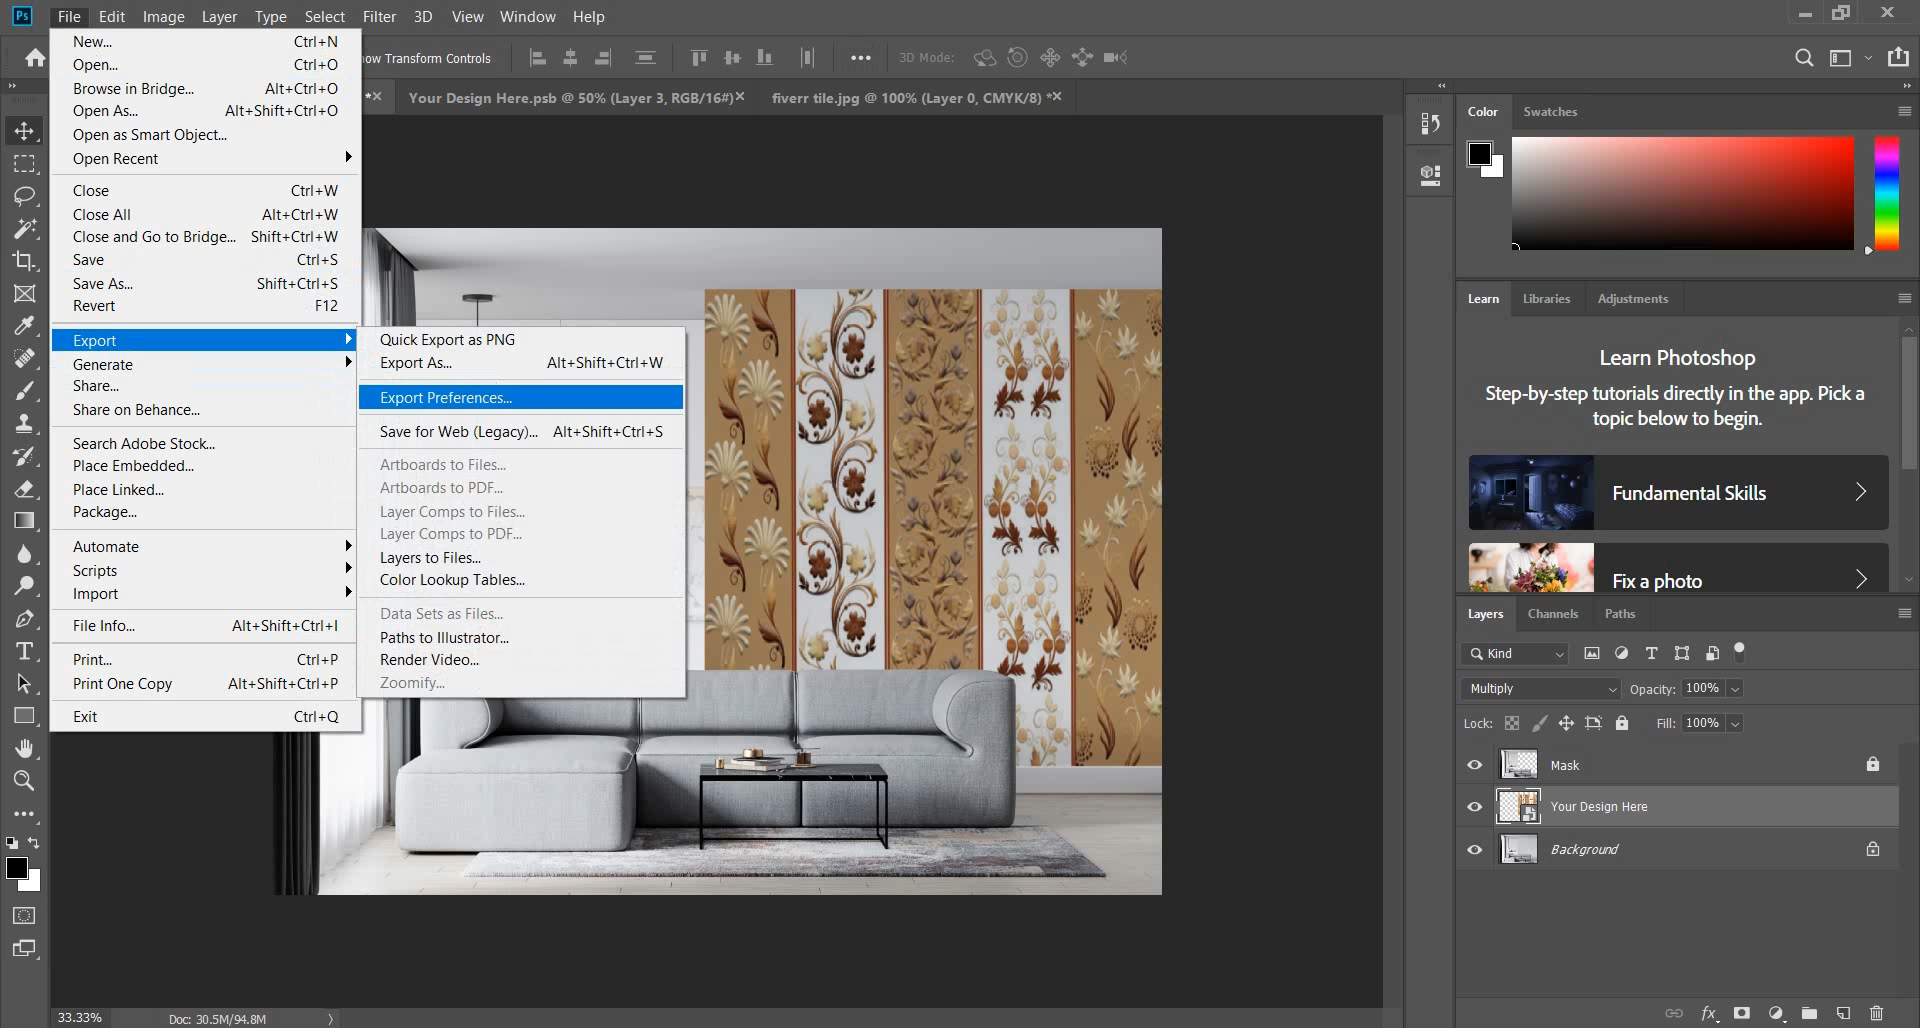 Ps File Edit Image Layer Type Select Filter 3D View Window Help
ow Transform Controls 3D Mode:
*× Your Design Here.psb @ 50% (Layer 3, RGB/16#) × fiverr tile.jpg @ 100% (Layer 0, CMYK/8) *×
New... Ctrl+N
Open... Ctrl+O
Browse in Bridge... Alt+Ctrl+O
Open As... Alt+Shift+Ctrl+O
Open as Smart Object...
Open Recent
Close Ctrl+W
Close All Alt+Ctrl+W
Close and Go to Bridge... Shift+Ctrl+W
Save Ctrl+S
Save As... Shift+Ctrl+S
Revert F12
Export
Generate
Share...
Share on Behance...
Search Adobe Stock...
Place Embedded...
Place Linked...
Package...
Automate
Scripts
Import
File Info... Alt+Shift+Ctrl+I
Print... Ctrl+P
Print One Copy Alt+Shift+Ctrl+P
Exit Ctrl+Q
Quick Export as PNG
Export As... Alt+Shift+Ctrl+W
Export Preferences...
Save for Web (Legacy)... Alt+Shift+Ctrl+S
Artboards to Files...
Artboards to PDF...
Layer Comps to Files...
Layer Comps to PDF...
Layers to Files...
Color Lookup Tables...
Data Sets as Files...
Paths to Illustrator...
Render Video...
Zoomify...
Color Swatches
Learn Libraries Adjustments
Learn Photoshop
Step-by-step tutorials directly in the app. Pick a
topic below to begin.
Fundamental Skills
Fix a photo
Layers Channels Paths
Kind
Multiply Opacity: 100%
Lock: Fill: 100%
Mask
Your Design Here
Background
fx
33.33% Doc: 30.5M/94.8M